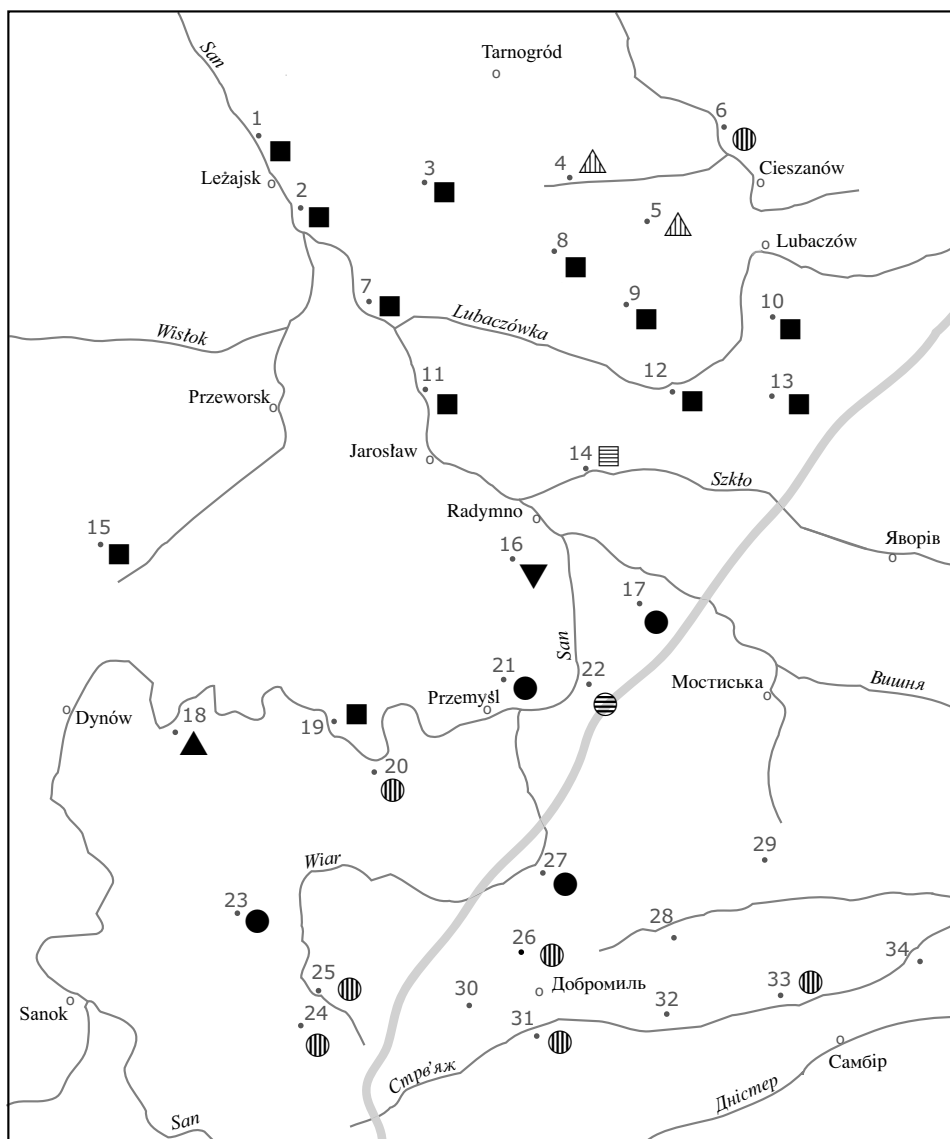 San
Tarnogród
1
6
Leżajsk
3
4
Cieszanów
2
5
8
Lubaczów
7
9
10
Wisłok
Lubaczówka
11
12
13
Przeworsk
Jarosław
14
Szkło
Radymno
15
16
Яворів
17
San
21
22
Przemyśl
Мостиська
Вишня
Dynów
18
19
20
Wiar
27
29
23
28
26
34
25
33
Добромиль
Sanok
30
32
24
31
Самбір
Стрв'яж
Дністер
San